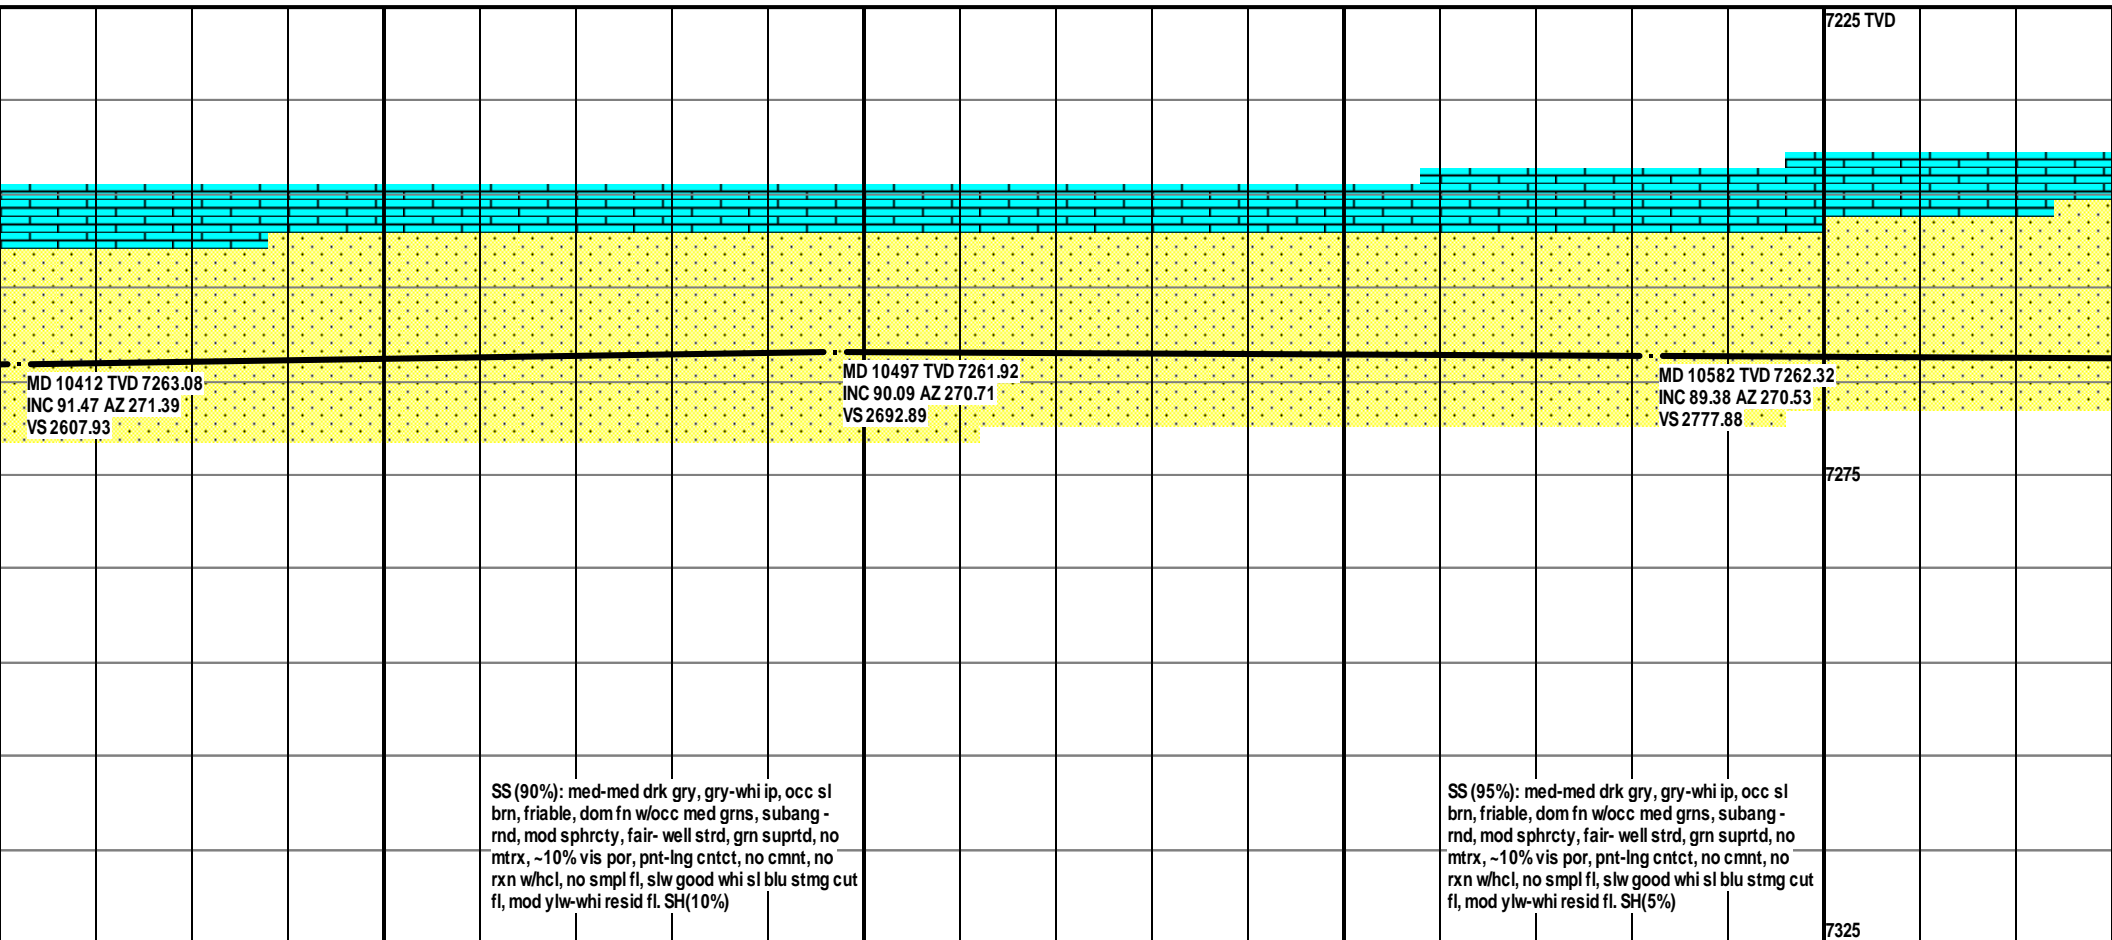 7225 TVD
MD 10412 TVD 7263.08
INC 91.47 AZ 271.39
VS 2607.93
MD 10497 TVD 7261.92
INC 90.09 AZ 270.71
VS 2692.89
MD 10582 TVD 7262.32
INC 89.38 AZ 270.53
VS 2777.88
7275
SS (90%): med-med drk gry, gry-whi ip, occ sl
brn, friable, dom fn w/occ med grns, subang -
rnd, mod sphrcty, fair- well strd, grn suprtd, no
mtrx, ~10% vis por, pnt-lng cntct, no cmnt, no
rxn w/hcl, no smpl fl, slw good whi sl blu stmg cut
fl, mod ylw-whi resid fl. SH(10%)
SS (95%): med-med drk gry, gry-whi ip, occ sl
brn, friable, dom fn w/occ med grns, subang -
rnd, mod sphrcty, fair- well strd, grn suprtd, no
mtrx, ~10% vis por, pnt-lng cntct, no cmnt, no
rxn w/hcl, no smpl fl, slw good whi sl blu stmg cut
fl, mod ylw-whi resid fl. SH(5%)
7325